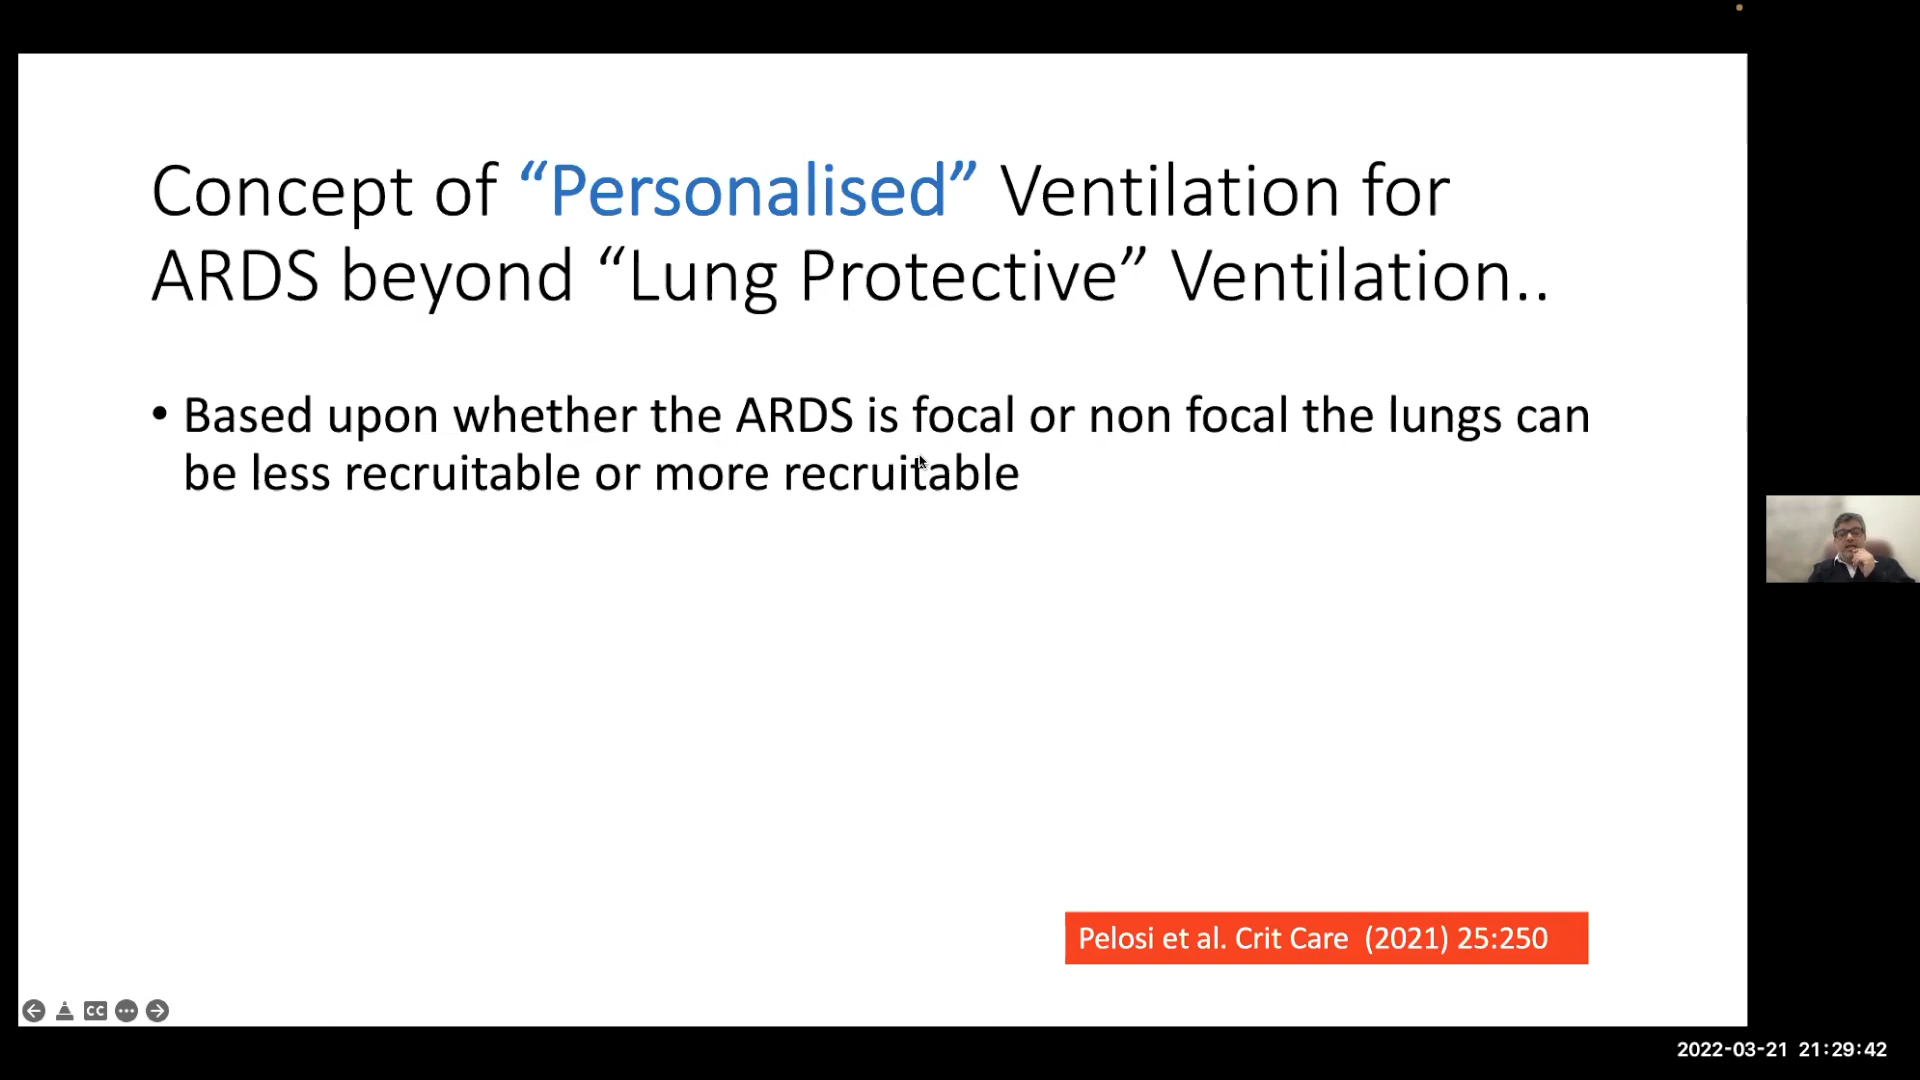 Concept of “Personalised” Ventilation for
ARDS beyond “Lung Protective” Ventilation..
• Based upon whether the ARDS is focal or non focal the lungs can
be less recruitable or more recruitable
Pelosi et al. Crit Care (2021) 25:250
CC
2022-03-21 21:29:42